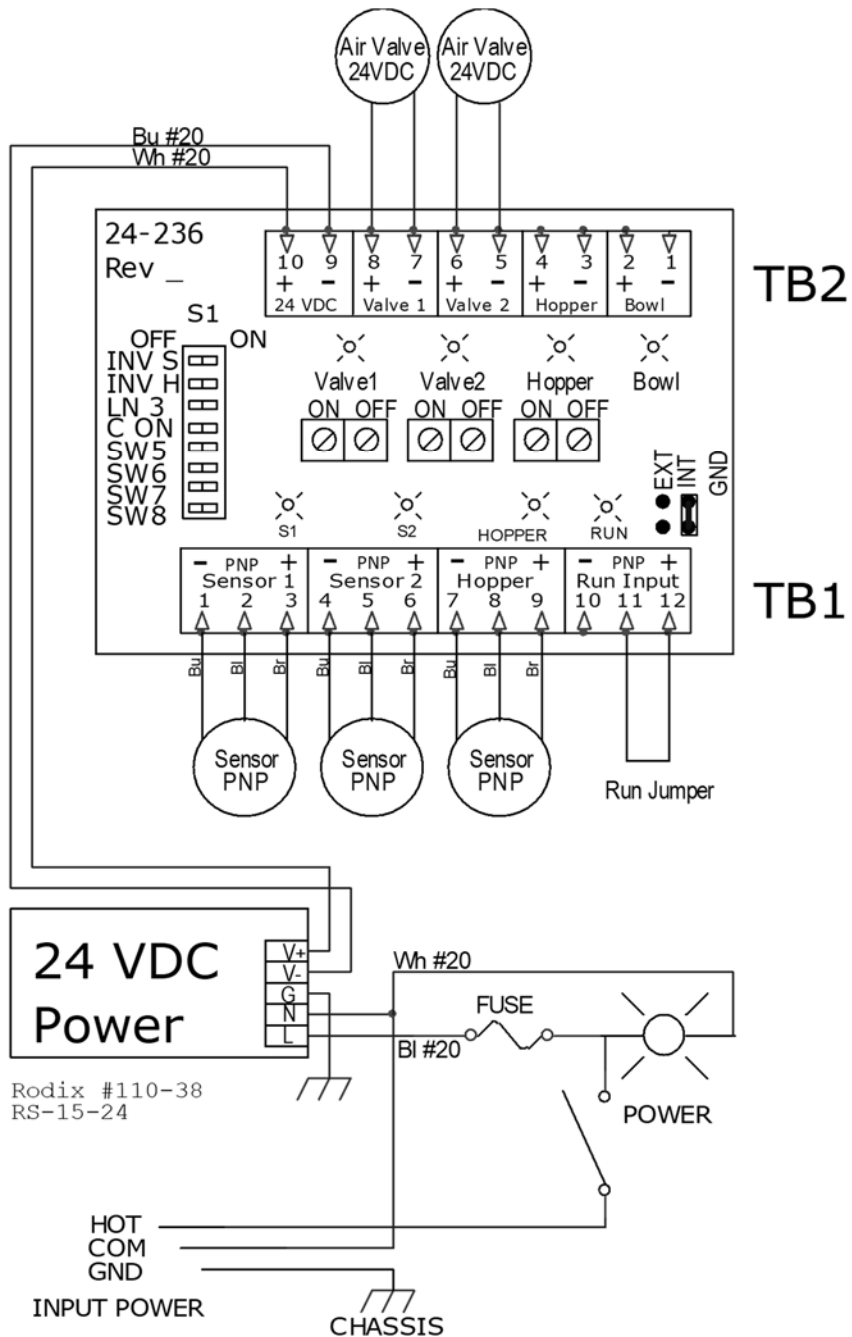 Air Valve
24VDC
Air Valve
24VDC
Bu #20
Wh #20
24-236
Rev _
10 9 8 7 6 5 4 3 2 1
+ - + - + - + - + -
24 VDC Valve 1 Valve 2 Hopper Bowl
TB2
S1
OFF ON
INV S
INV H
LN 3
C ON
SW5
SW6
SW7
SW8
Valve1 Valve2 Hopper Bowl
ON OFF ON OFF ON OFF
EXT
INT
GND
S1 S2 HOPPER RUN
- PNP + - PNP + - PNP + - PNP +
Sensor 1 Sensor 2 Hopper Run Input
1 2 3 4 5 6 7 8 9 10 11 12
TB1
Bu Bl Br Bu Bl Br Bu Bl Br
Sensor
PNP
Sensor
PNP
Sensor
PNP
Run Jumper
24 VDC
Power
V+
V-
G
N
L
Wh #20
FUSE
Bl #20
POWER
Rodix #110-38
RS-15-24
HOT
COM
GND
INPUT POWER
CHASSIS